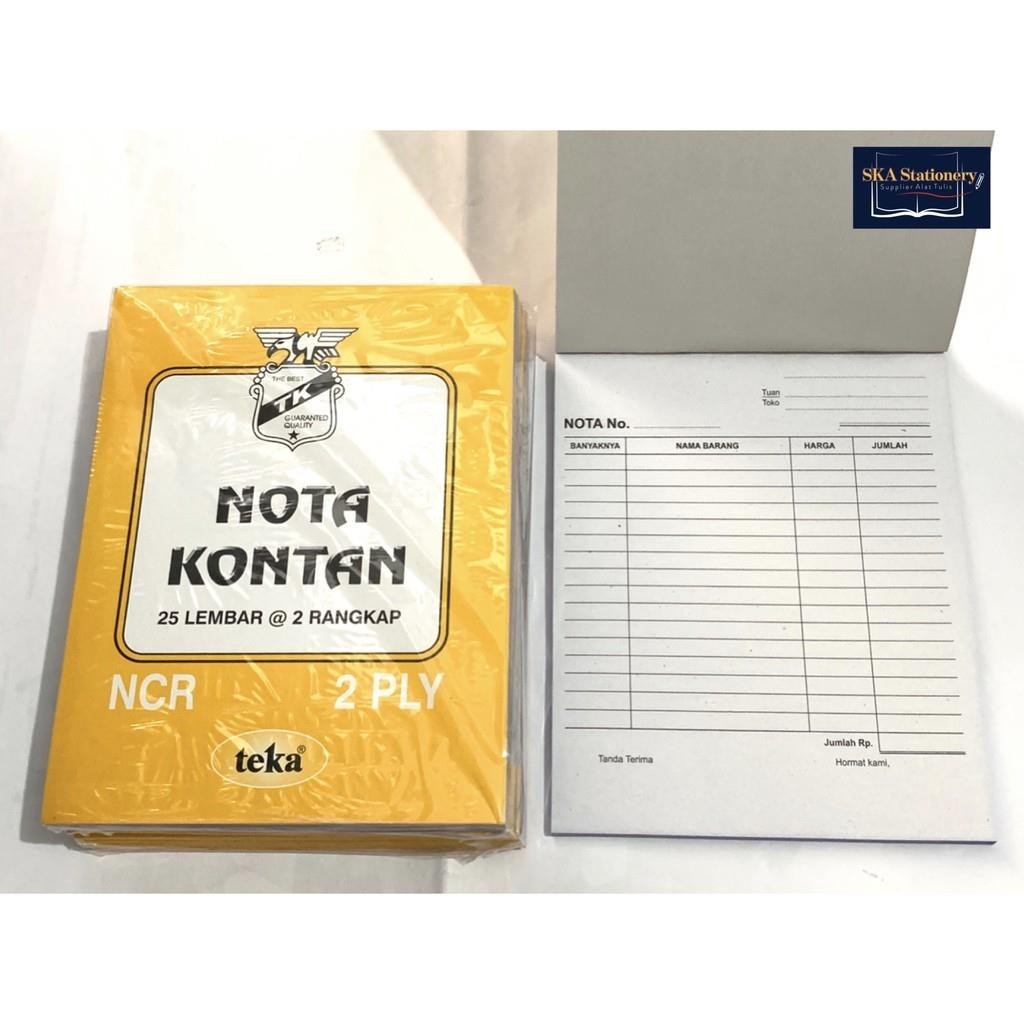 SKA Stationery
Supplier Alat Tulis
THE BEST
TK
GUARANTED
QUALITY
NOTA
KONTAN
25 LEMBAR @ 2 RANGKAP
NCR 2 PLY
teka®
Tuan
Toko
NOTA No.
BANYAKNYA NAMA BARANG HARGA JUMLAH
Jumlah Rp.
Tanda Terima Hormat kami,